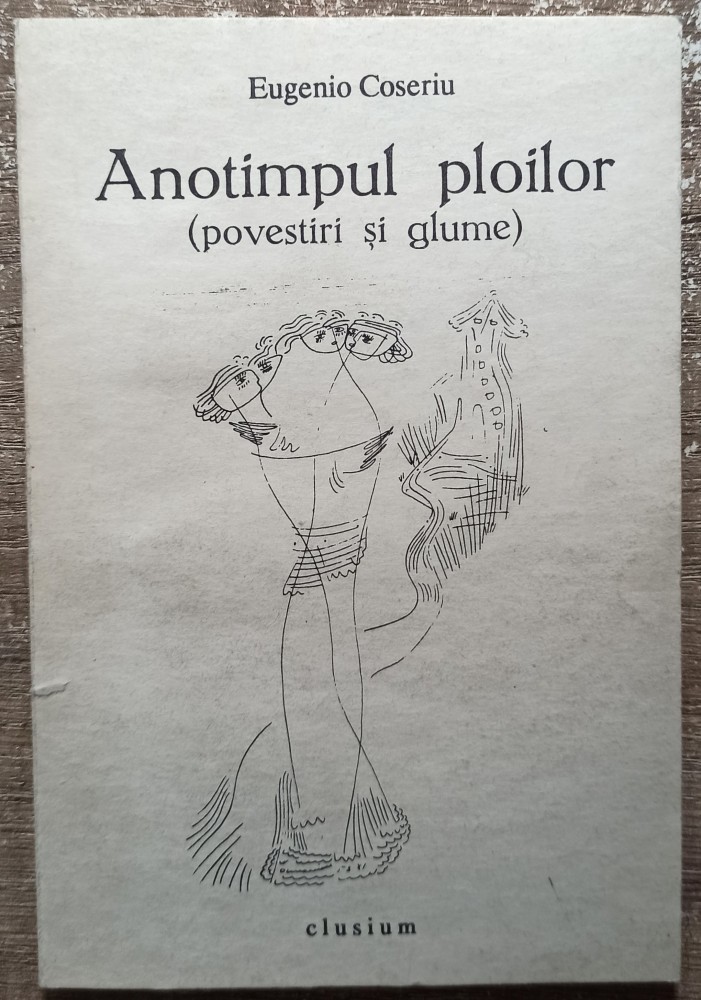 Eugenio Coseriu
Anotimpul ploilor
(povestiri și glume)
clusium